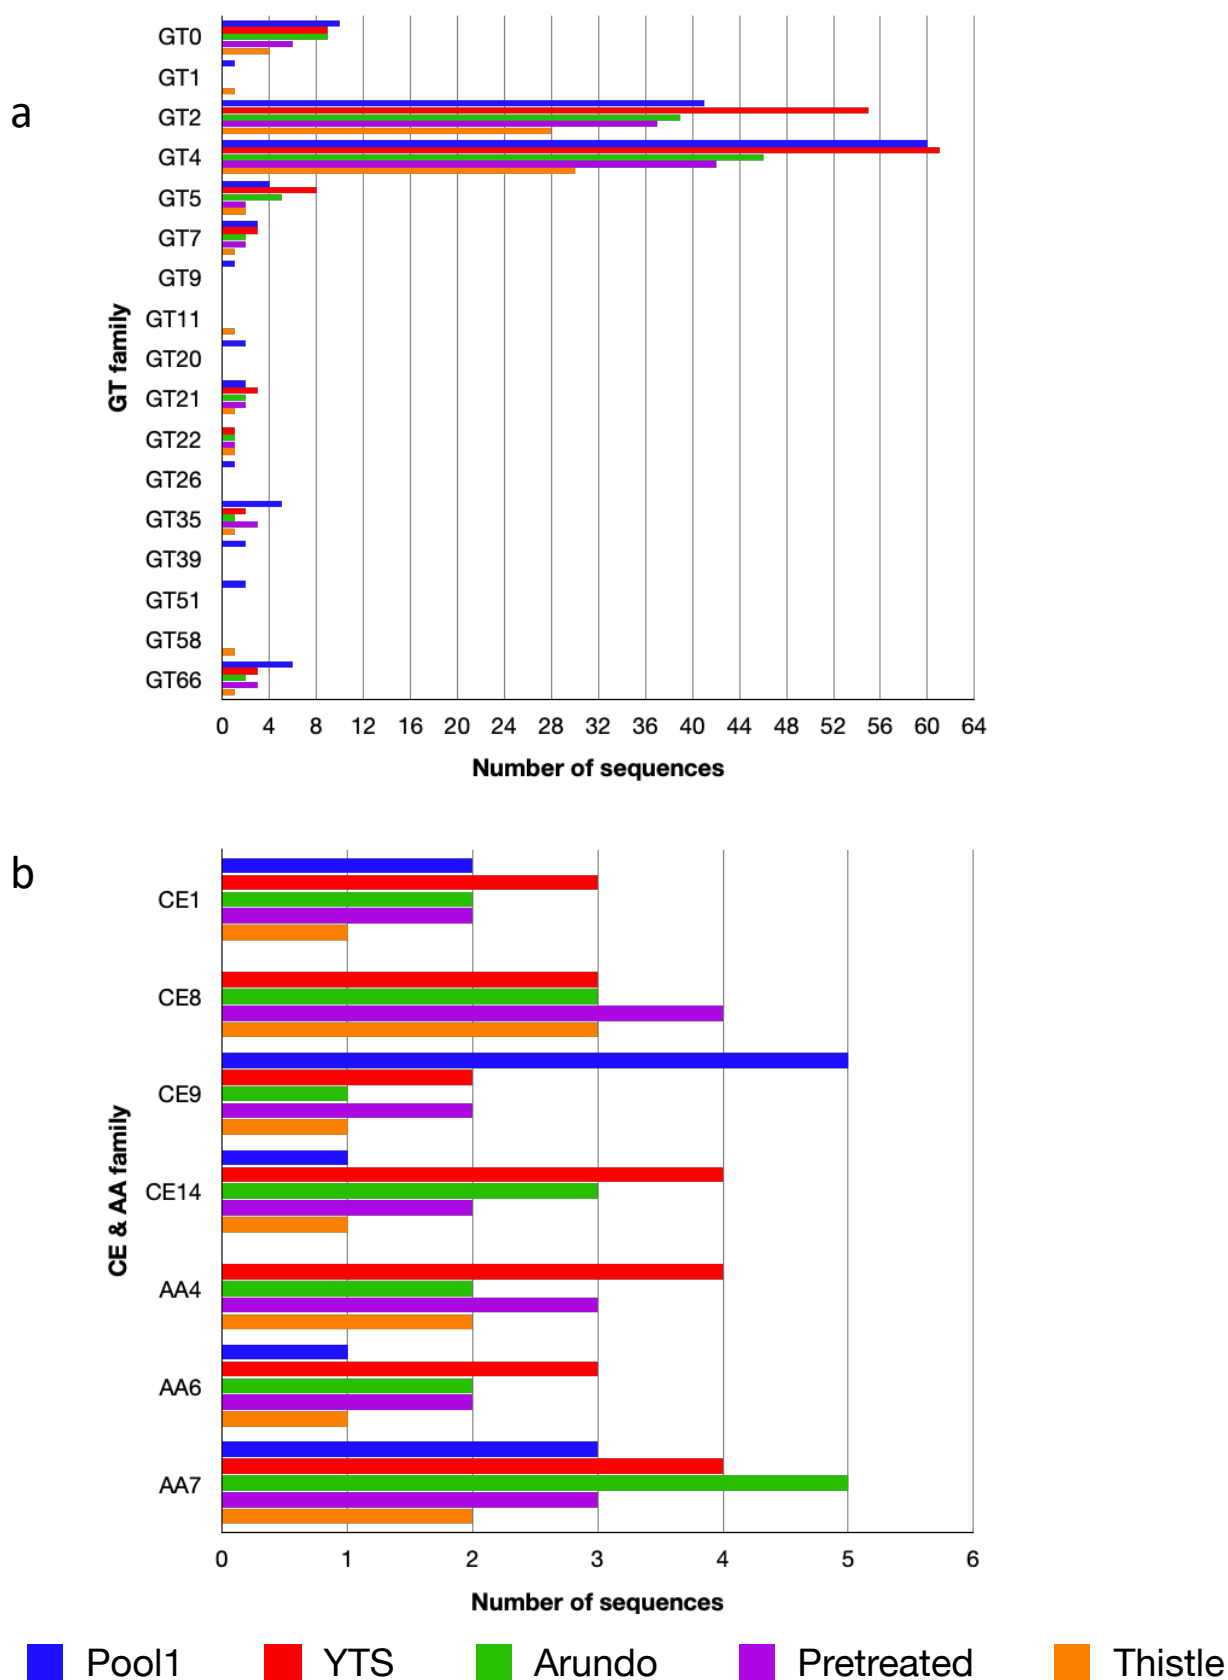 a
GT family
GT0
GT1
GT2
GT4
GT5
GT7
GT9
GT11
GT20
GT21
GT22
GT26
GT35
GT39
GT51
GT58
GT66
0 4 8 12 16 20 24 28 32 36 40 44 48 52 56 60 64
Number of sequences
b
CE & AA family
CE1
CE8
CE9
CE14
AA4
AA6
AA7
0 1 2 3 4 5 6
Number of sequences
Pool1 YTS Arundo Pretreated Thistle